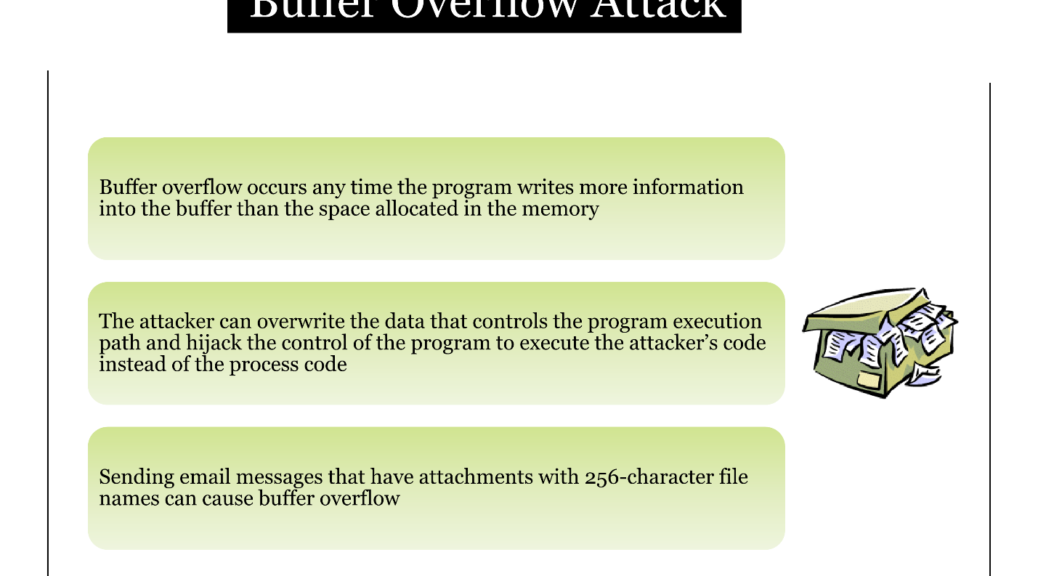 Buffer Overflow Attack
Buffer overflow occurs any time the program writes more information
into the buffer than the space allocated in the memory
The attacker can overwrite the data that controls the program execution
path and hijack the control of the program to execute the attacker’s code
instead of the process code
Sending email messages that have attachments with 256-character file
names can cause buffer overflow